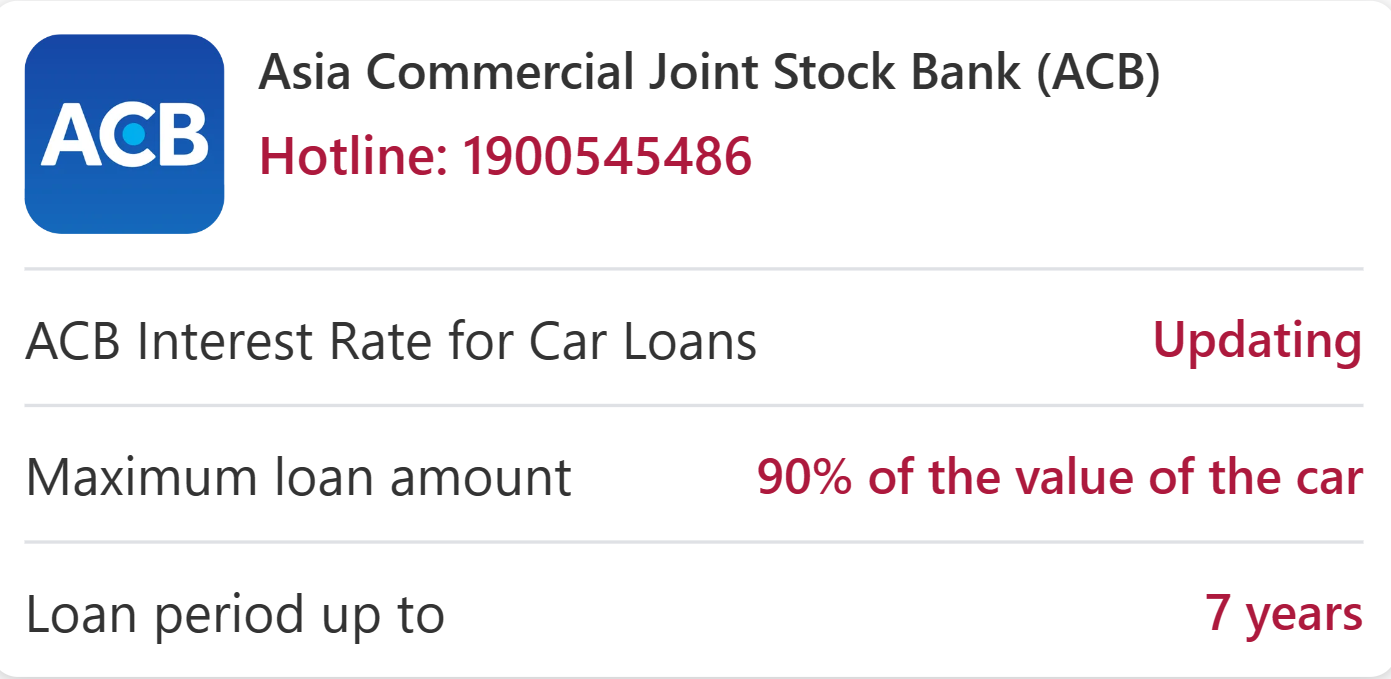 ACB
Asia Commercial Joint Stock Bank (ACB)
Hotline: 1900545486
ACB Interest Rate for Car Loans Updating
Maximum loan amount 90% of the value of the car
Loan period up to 7 years